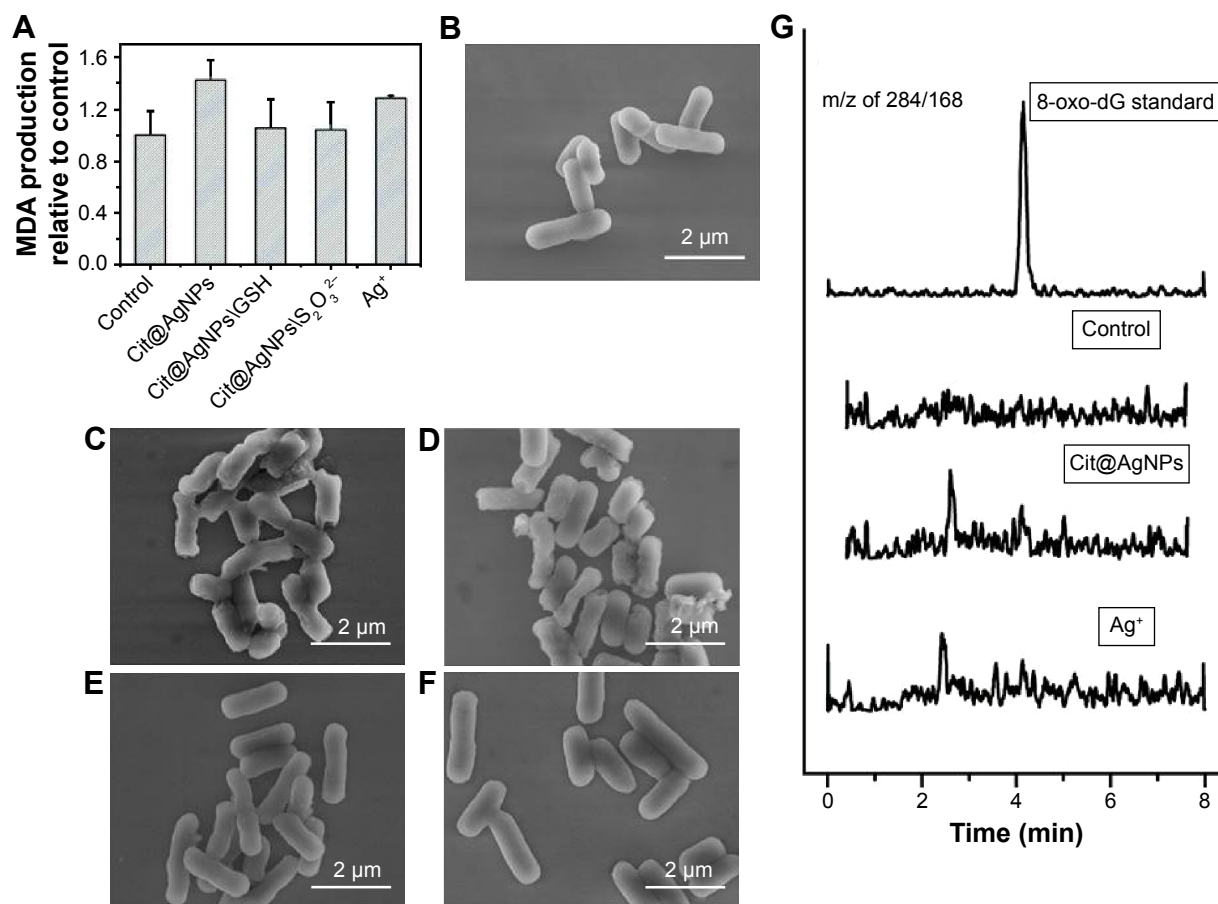 A
MDA production
relative to control
1.6
1.2
0.8
0.4
0.0
Control
Cit@AgNPs
Cit@AgNPs\GSH
Cit@AgNPs\S₂O₃²⁻
Ag⁺
B
2 µm
C
2 µm
D
2 µm
E
2 µm
F
2 µm
G
m/z of 284/168
8-oxo-dG standard
Control
Cit@AgNPs
Ag⁺
0 2 4 6 8
Time (min)